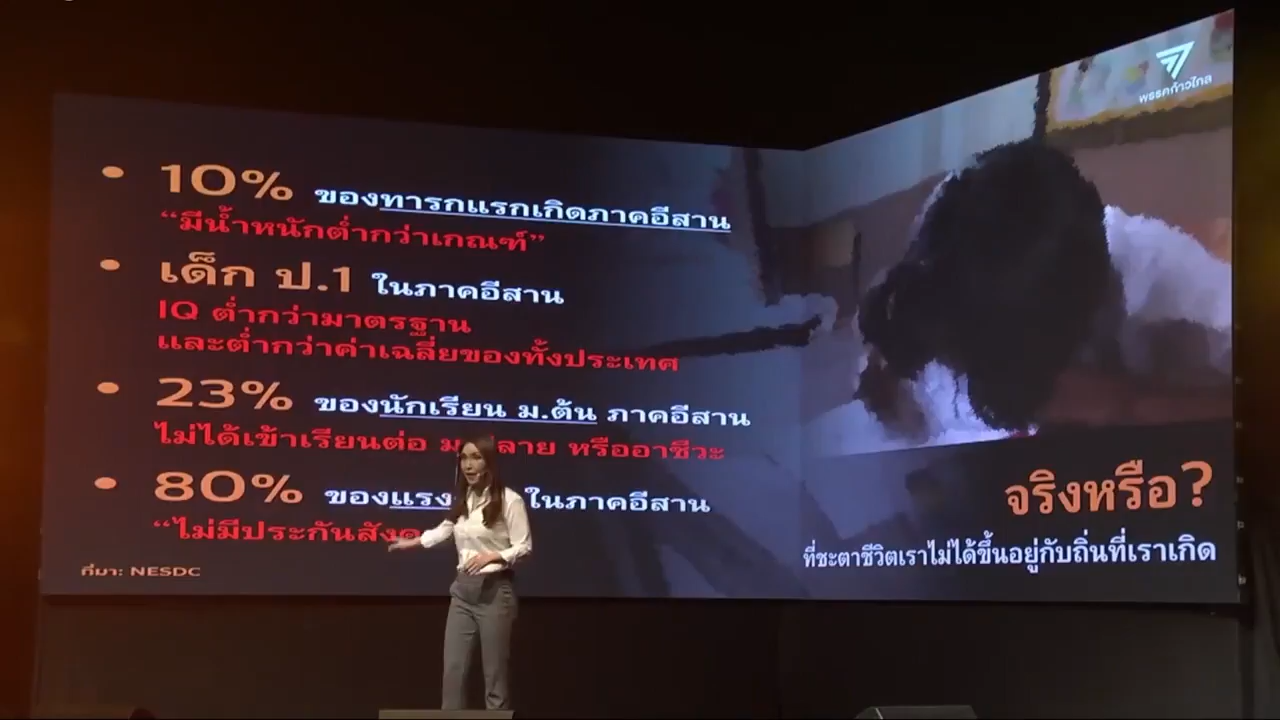 พรรคก้าวไกล
• 10% ของทารกแรกเกิดภาคอีสาน
“มีน้ำหนักต่ำกว่าเกณฑ์”
• เด็ก ป.1 ในภาคอีสาน
IQ ต่ำกว่ามาตรฐาน
และต่ำกว่าค่าเฉลี่ยของทั้งประเทศ
• 23% ของนักเรียน ม.ต้น ภาคอีสาน
ไม่ได้เข้าเรียนต่อ ลาย หรืออาชีวะ
• 80% ของแรง ในภาคอีสาน
“ไม่มีประกันสังค
ที่มา: NESDC
จริงหรือ?
ที่ชะตาชีวิตเราไม่ได้ขึ้นอยู่กับถิ่นที่เราเกิด